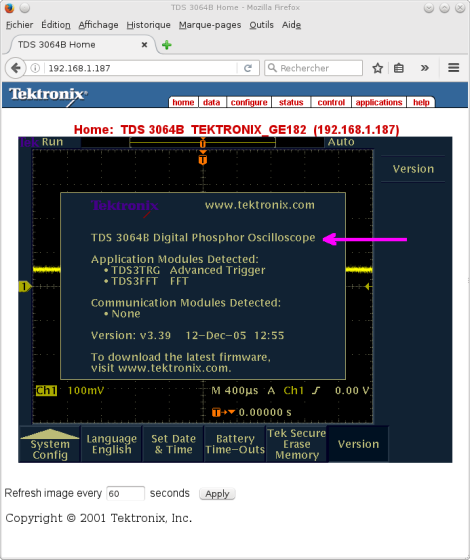 TDS 3064B Home - Mozilla Firefox
Fichier Édition Affichage Historique Marque-pages Outils Aide
TDS 3064B Home
192.168.1.187
Rechercher
Tektronix
home data configure status control applications help
Home: TDS 3064B TEKTRONIX_GE182 (192.168.1.187)
Run
Auto
Version
Tektronix www.tektronix.com
TDS 3064B Digital Phosphor Oscilloscope
Application Modules Detected:
• TDS3TRG Advanced Trigger
• TDS3FFT FFT
Communication Modules Detected:
• None
Version: v3.39 12-Dec-05 12:55
To download the latest firmware,
visit www.tektronix.com.
Ch1 100mV M 400µs A Ch1 0.00 V
0.00000 s
System Config
Language English
Set Date & Time
Battery Time-Outs
Tek Secure Erase Memory
Version
Refresh image every 60 seconds Apply
Copyright © 2001 Tektronix, Inc.